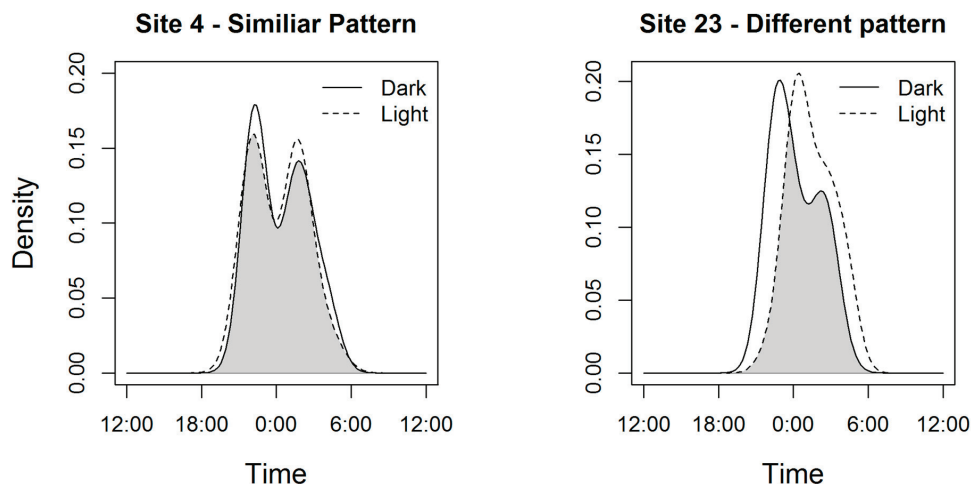 Site 4 - Similiar Pattern
Density
0.20
0.15
0.10
0.05
0.00
Dark
Light
12:00 18:00 0:00 6:00 12:00
Time
Site 23 - Different pattern
0.20
0.15
0.10
0.05
0.00
Dark
Light
12:00 18:00 0:00 6:00 12:00
Time